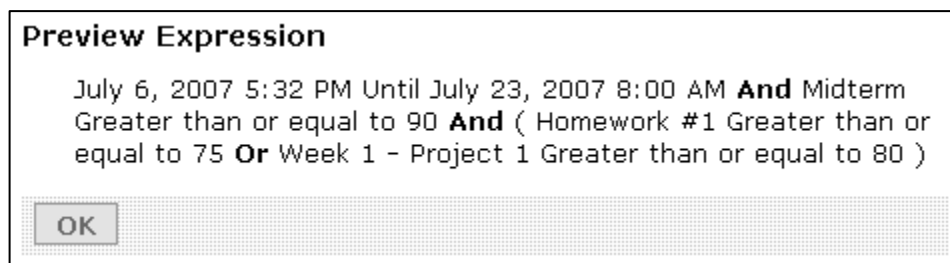 Preview Expression
July 6, 2007 5:32 PM Until July 23, 2007 8:00 AM And Midterm
Greater than or equal to 90 And ( Homework #1 Greater than or
equal to 75 Or Week 1 - Project 1 Greater than or equal to 80 )
OK